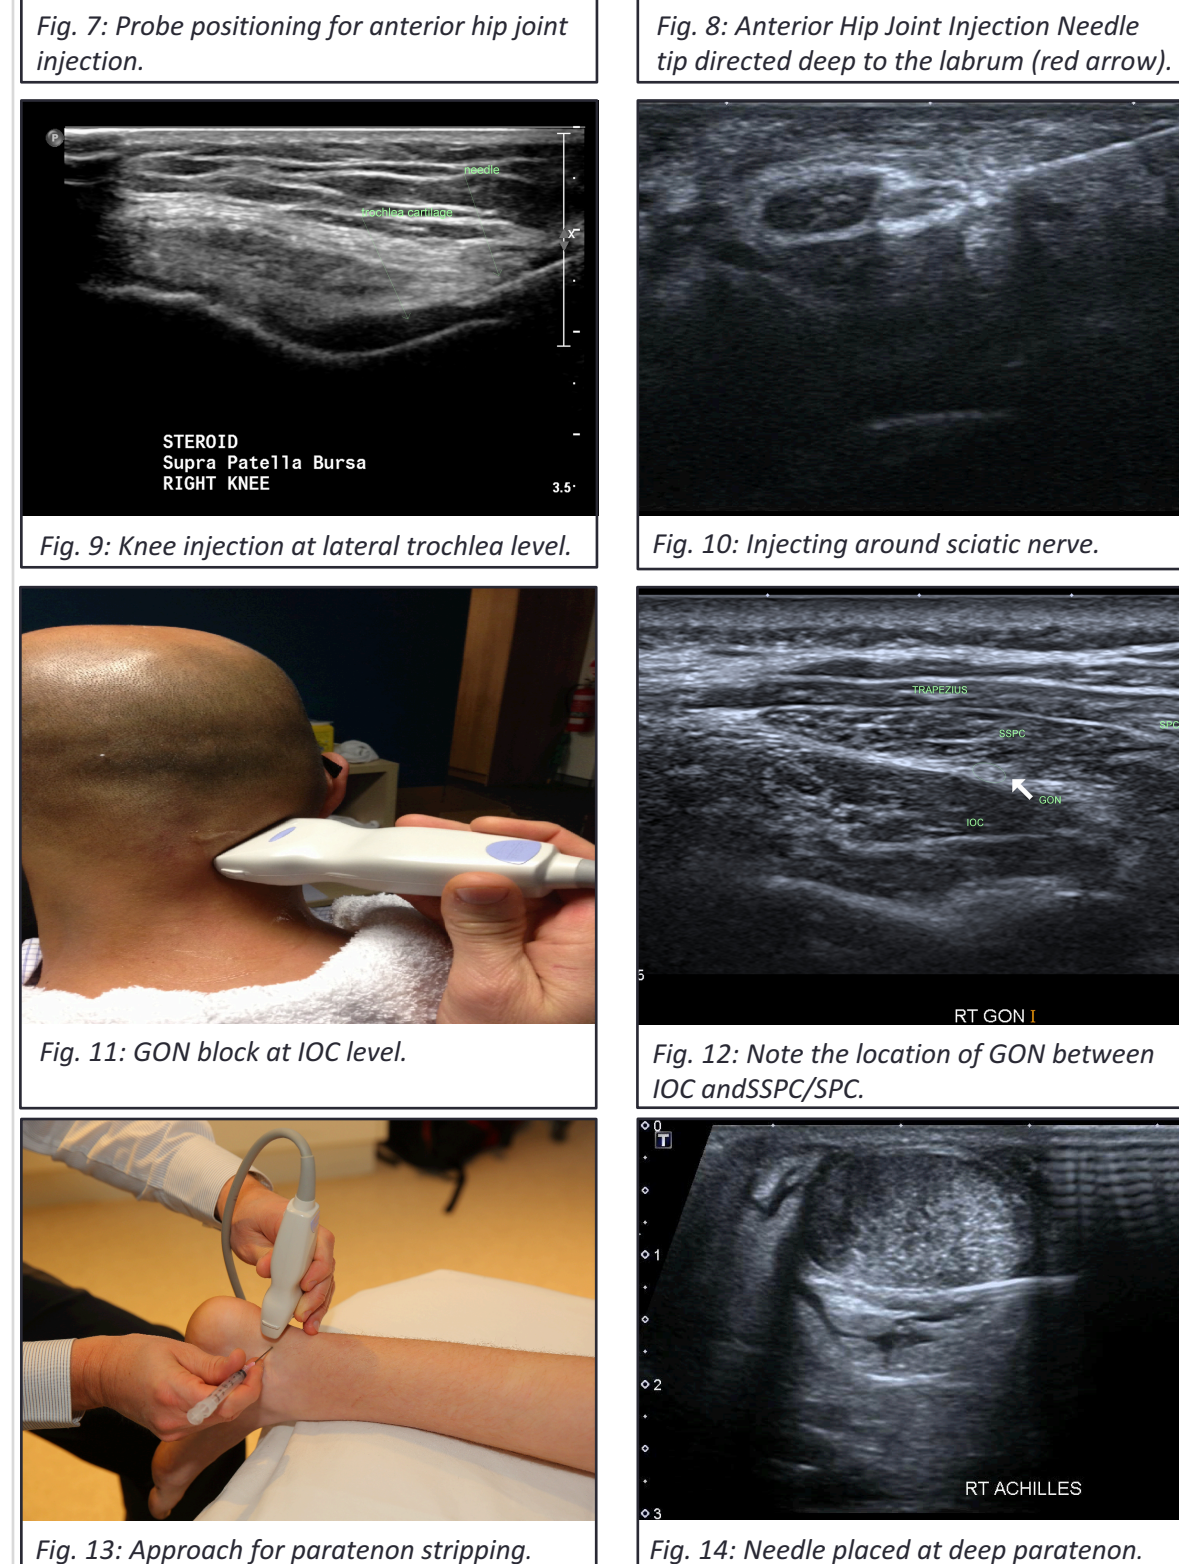 Fig. 7: Probe positioning for anterior hip joint
injection.
Fig. 8: Anterior Hip Joint Injection Needle
tip directed deep to the labrum (red arrow).
P
needle
trochlea cartilage
X
STEROID
Supra Patella Bursa
RIGHT KNEE
3.5
Fig. 9: Knee injection at lateral trochlea level.
Fig. 10: Injecting around sciatic nerve.
TRAPEZIUS
SPC
SSPC
GON
IOC
5
RT GON I
Fig. 11: GON block at IOC level.
Fig. 12: Note the location of GON between
IOC andSSPC/SPC.
0
T
1
2
RT ACHILLES
3
Fig. 13: Approach for paratenon stripping.
Fig. 14: Needle placed at deep paratenon.